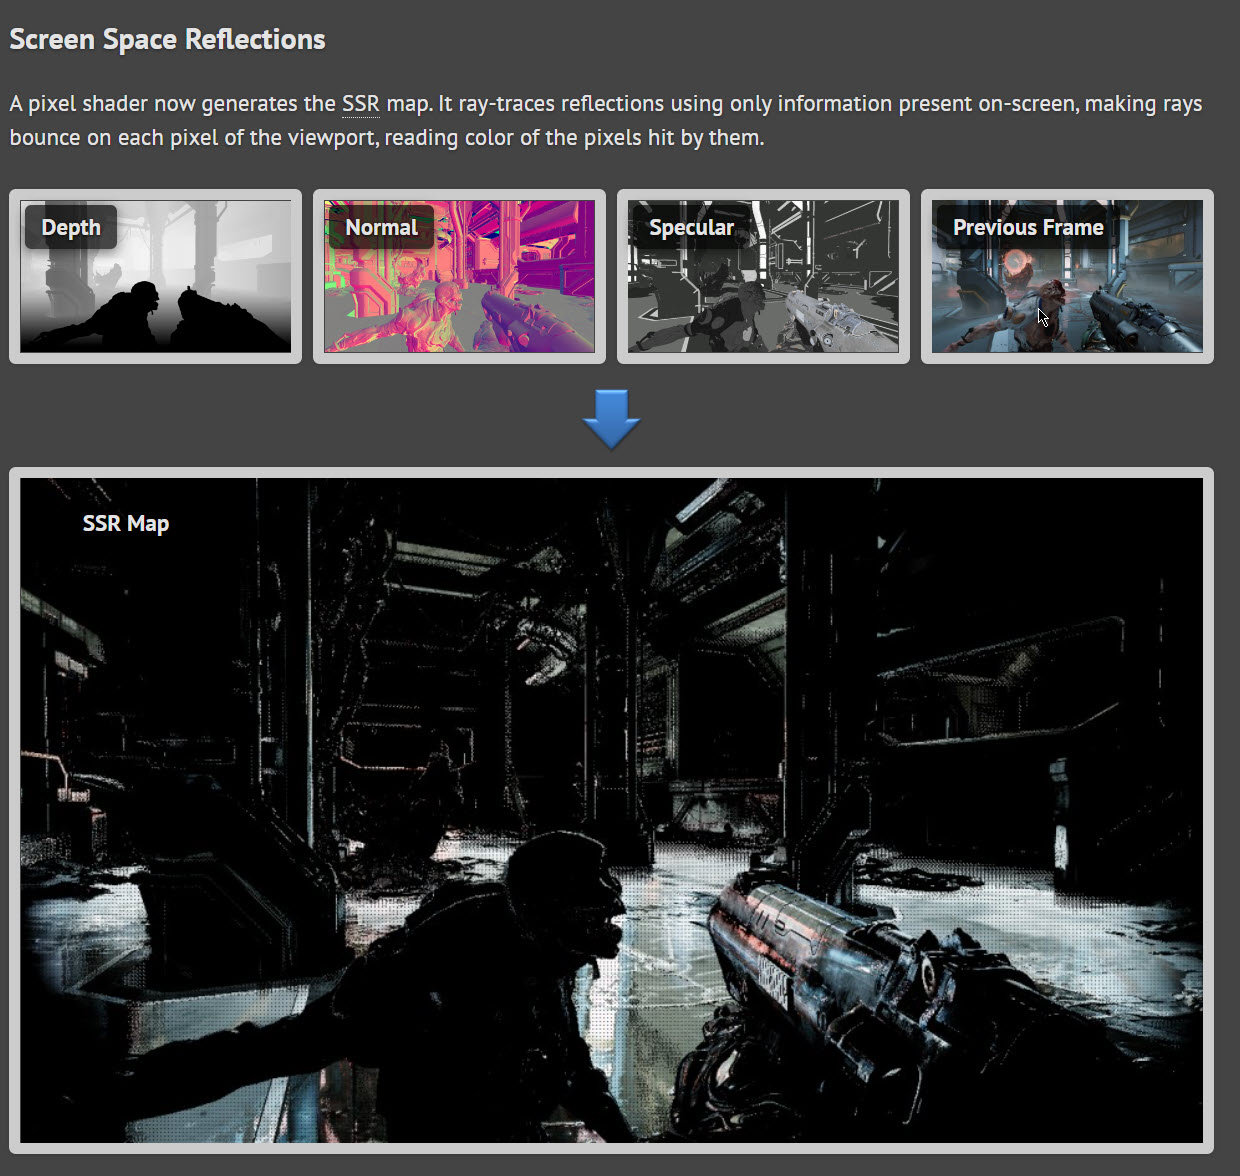 Screen Space Reflections
A pixel shader now generates the SSR map. It ray-traces reflections using only information present on-screen, making rays
bounce on each pixel of the viewport, reading color of the pixels hit by them.
Depth
Normal
Specular
Previous Frame
SSR Map